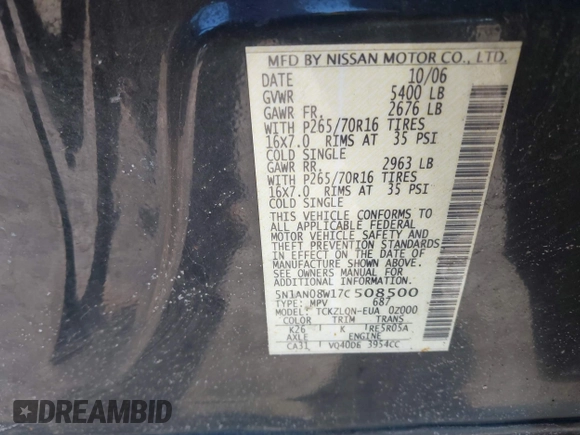 MFD BY NISSAN MOTOR CO., LTD.
DATE 10/06
GVWR 5400 LB
GAWR FR. 2676 LB
WITH P265/70R16 TIRES
16X7.0 RIMS AT 35 PSI
COLD SINGLE
GAWR RR. 2963 LB
WITH P265/70R16 TIRES
16X7.0 RIMS AT 35 PSI
COLD SINGLE
THIS VEHICLE CONFORMS TO
ALL APPLICABLE FEDERAL
MOTOR VEHICLE SAFETY AND
THEFT PREVENTION STANDARDS
IN EFFECT ON THE DATE OF
MANUFACTURE SHOWN ABOVE.
SEE OWNERS MANUAL FOR
ADDITIONAL INFORMATION.
5N1AN08W17C508500
TYPE: MPV 687
MODEL: TCKZLQN-EUA 0Z000
COLOR TRIM TRANS
K26 K RE5R05A
AXLE ENGINE
CA31 VQ40DE 3954CC
DREAMBID